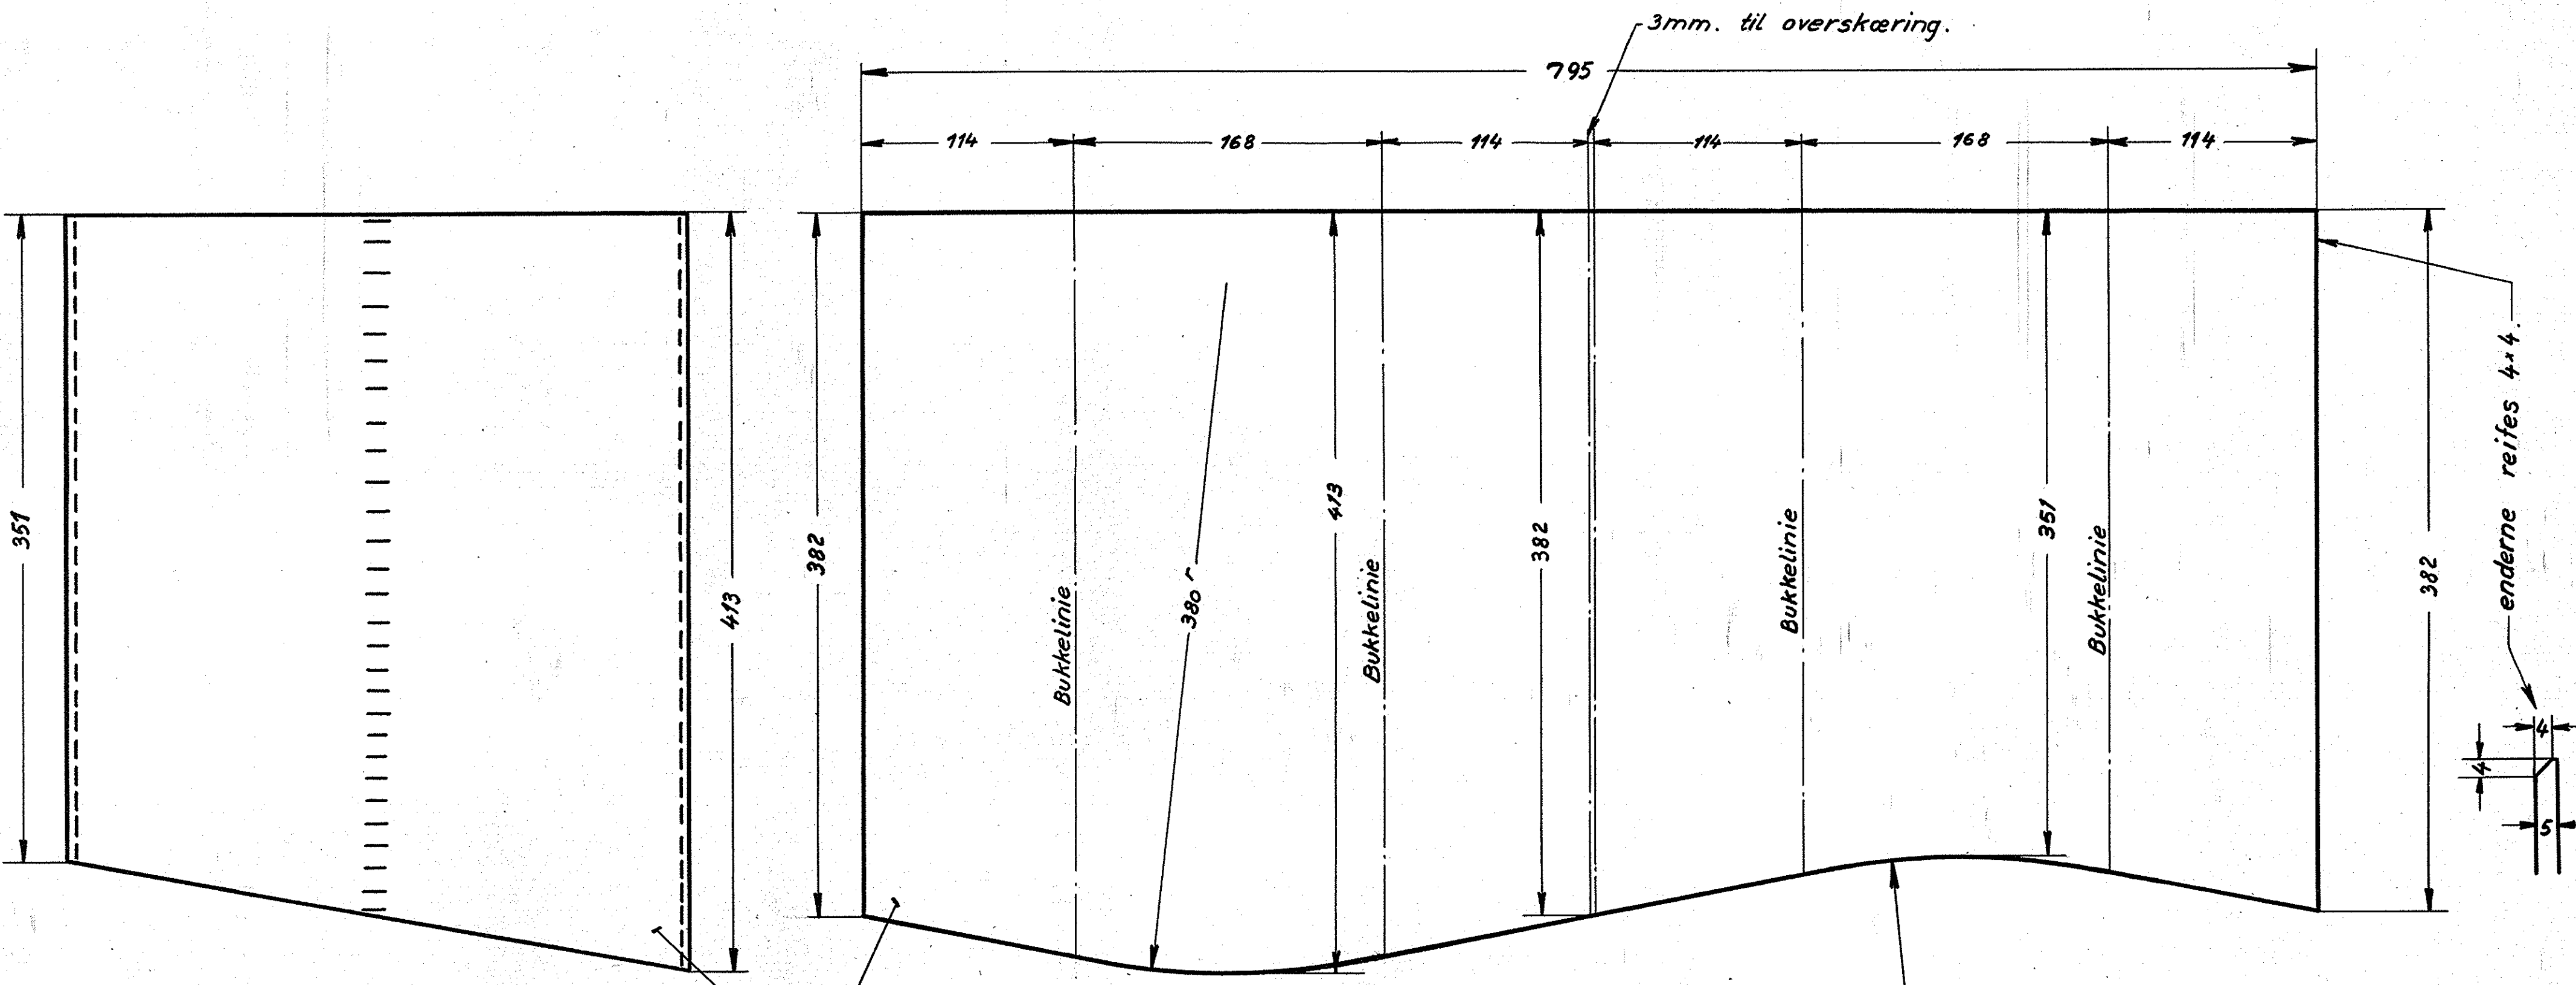 3mm. til overskæring.
795
114
168
114
114
168
114
351
413
382
Bukkelinie
380 r
413
Bukkelinie
382
Bukkelinie
351
Bukkelinie
382
enderne reifes 4×4.
4
4
5